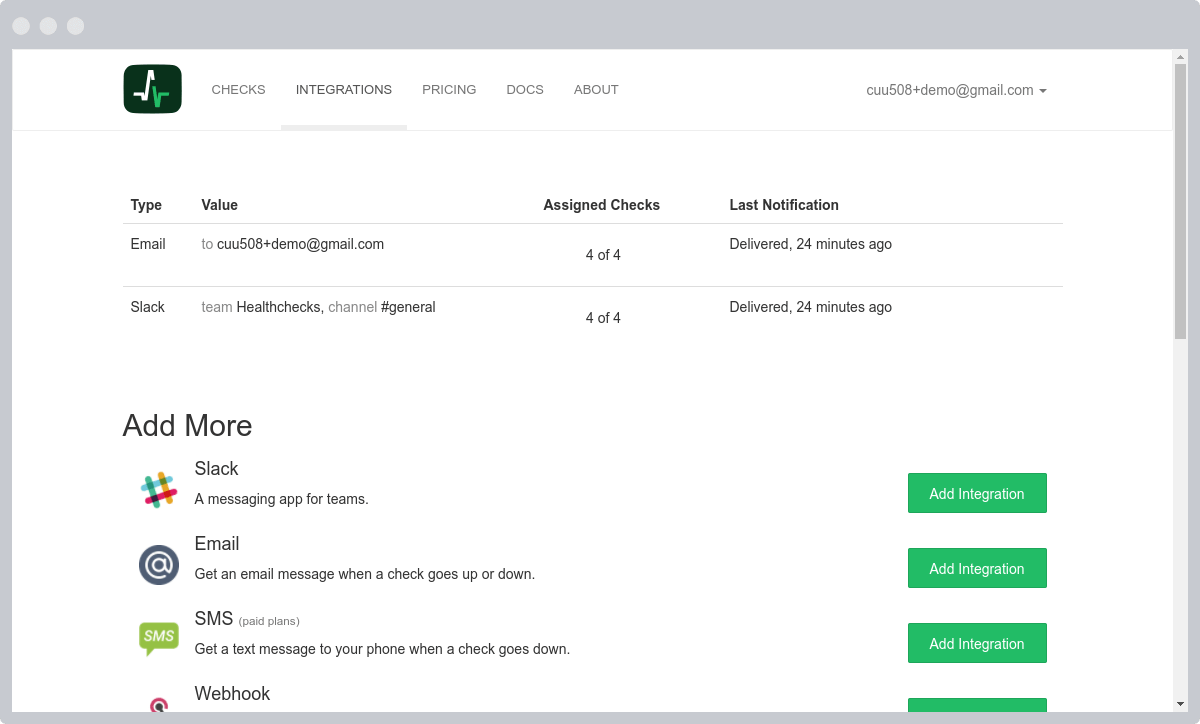 CHECKS INTEGRATIONS PRICING DOCS ABOUT cuu508+demo@gmail.com
Type Value Assigned Checks Last Notification
Email to cuu508+demo@gmail.com 4 of 4 Delivered, 24 minutes ago
Slack team Healthchecks, channel #general 4 of 4 Delivered, 24 minutes ago
Add More
Slack
A messaging app for teams.
Add Integration
Email
Get an email message when a check goes up or down.
Add Integration
SMS (paid plans)
SMS
Get a text message to your phone when a check goes down.
Add Integration
Webhook